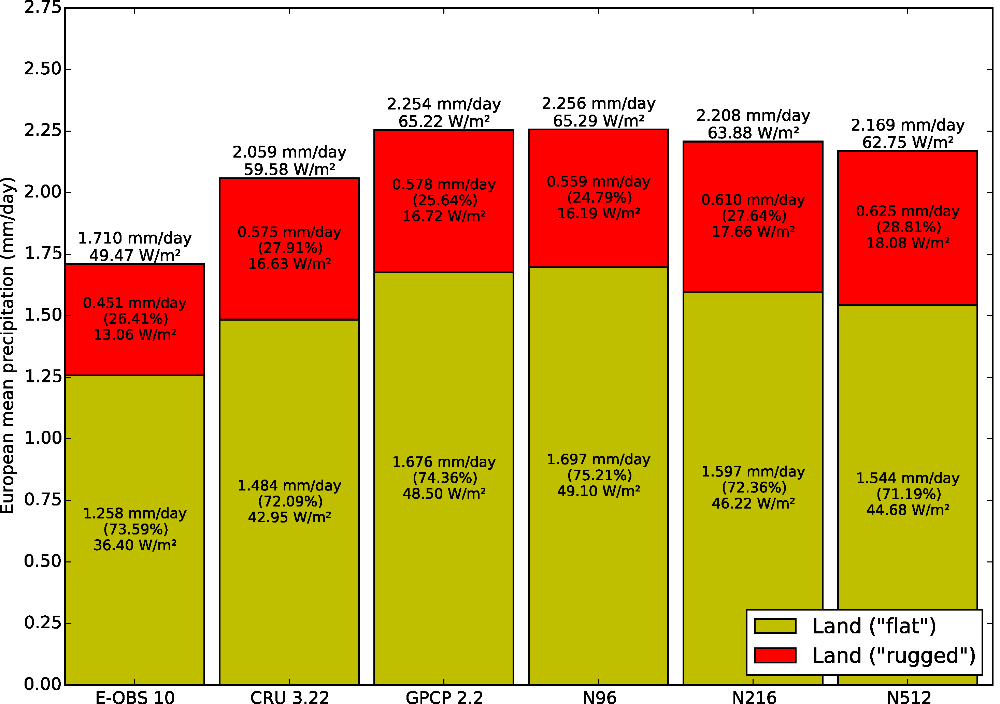 European mean precipitation (mm/day)
2.75
2.50
2.25
2.00
1.75
1.50
1.25
1.00
0.75
0.50
0.25
0.00
1.710 mm/day
49.47 W/m²
0.451 mm/day
(26.41%)
13.06 W/m²
1.258 mm/day
(73.59%)
36.40 W/m²
E-OBS 10
2.059 mm/day
59.58 W/m²
0.575 mm/day
(27.91%)
16.63 W/m²
1.484 mm/day
(72.09%)
42.95 W/m²
CRU 3.22
2.254 mm/day
65.22 W/m²
0.578 mm/day
(25.64%)
16.72 W/m²
1.676 mm/day
(74.36%)
48.50 W/m²
GPCP 2.2
2.256 mm/day
65.29 W/m²
0.559 mm/day
(24.79%)
16.19 W/m²
1.697 mm/day
(75.21%)
49.10 W/m²
N96
2.208 mm/day
63.88 W/m²
0.610 mm/day
(27.64%)
17.66 W/m²
1.597 mm/day
(72.36%)
46.22 W/m²
N216
2.169 mm/day
62.75 W/m²
0.625 mm/day
(28.81%)
18.08 W/m²
1.544 mm/day
(71.19%)
44.68 W/m²
N512
Land ("flat")
Land ("rugged")